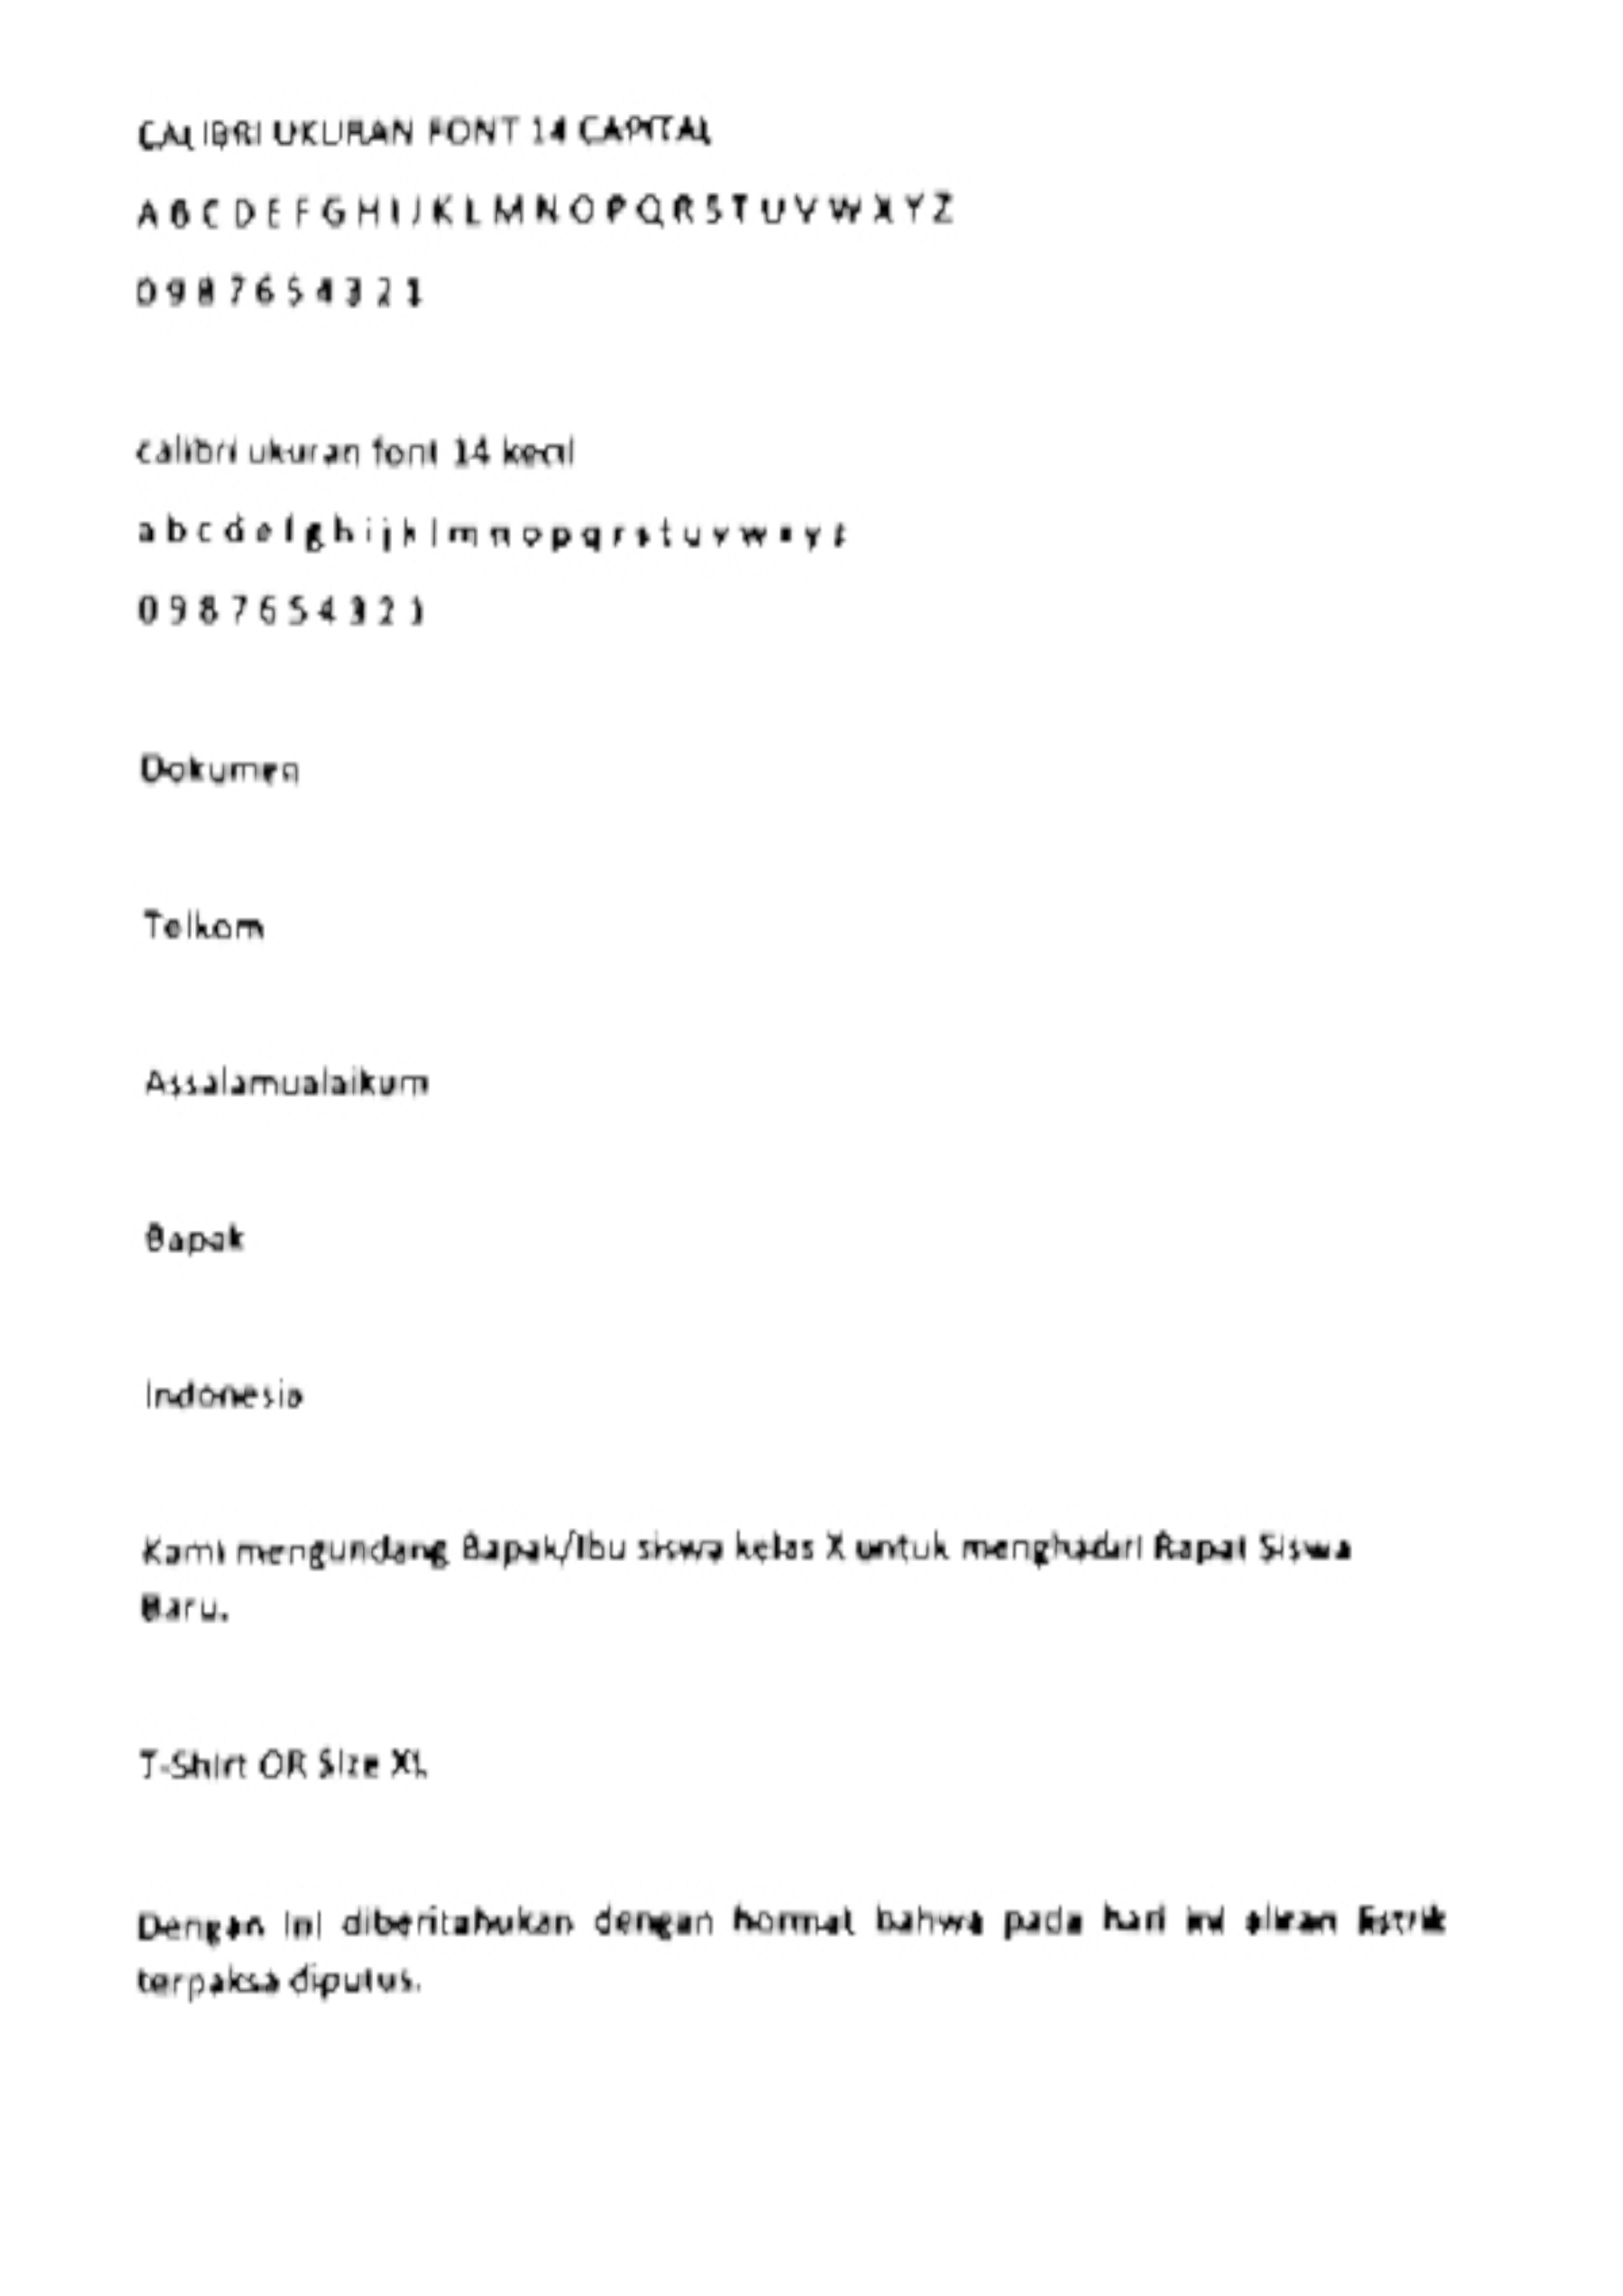 CALIBRI UKURAN FONT 14 CAPITAL
A B C D E F G H I J K L M N O P Q R S T U V W X Y Z
0 9 8 7 6 5 4 3 2 1
calibri ukuran font 14 kecil
a b c d e f g h i j k l m n o p q r s t u v w x y z
0 9 8 7 6 5 4 3 2 1
Dokumen
Telkom
Assalamualaikum
Bapak
Indonesia
Kami mengundang Bapak/Ibu siswa kelas X untuk menghadiri Rapat Siswa
Baru.
T-Shirt OR Size XL
Dengan ini diberitahukan dengan hormat bahwa pada hari ini aliran listrik
terpaksa diputus.